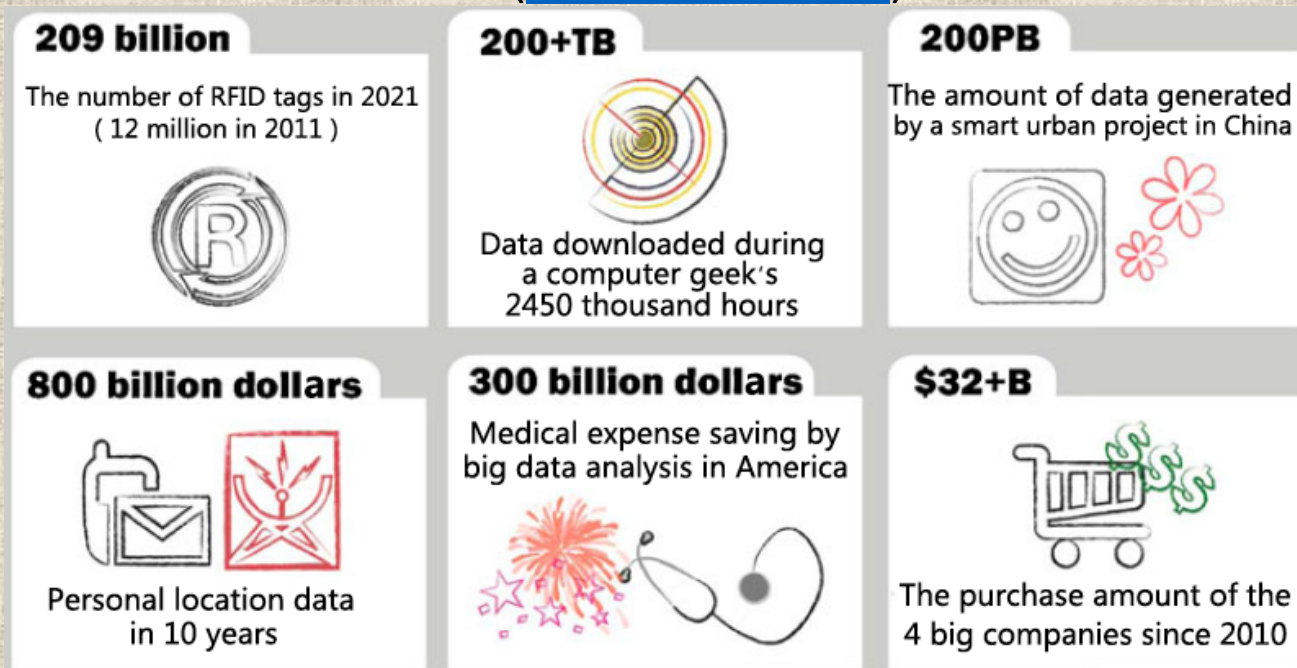 209 billion
The number of RFID tags in 2021
( 12 million in 2011 )
R
200+TB
Data downloaded during
a computer geek's
2450 thousand hours
200PB
The amount of data generated
by a smart urban project in China
800 billion dollars
Personal location data
in 10 years
300 billion dollars
Medical expense saving by
big data analysis in America
$32+B
$$$
The purchase amount of the
4 big companies since 2010